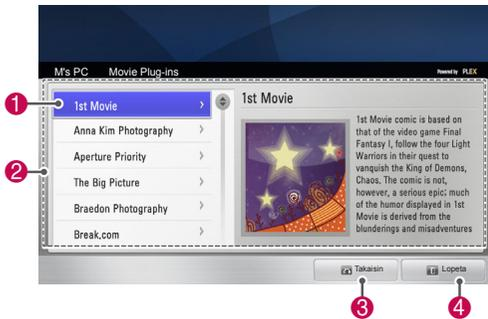 M's PC Movie Plug-ins
Powered by PLEX
1 1st Movie
2
Anna Kim Photography
Aperture Priority
The Big Picture
Braedon Photography
Break.com
1st Movie
1st Movie comic is based on
that of the video game Final
Fantasy I, follow the four Light
Warriors in their quest to
vanquish the King of Demons,
Chaos. The comic is not,
however, a serious epic; much
of the humor displayed in 1st
Movie is derived from the
blunderings and misadventures
Takaisin
Lopeta
3
4